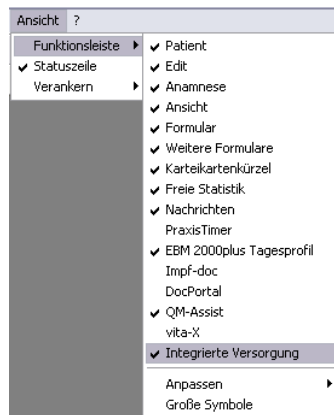 Ansicht ?
Funktionsleiste
Statuszeile
Verankern
Patient
Edit
Anamnese
Ansicht
Formular
Weitere Formulare
Karteikartenkürzel
Freie Statistik
Nachrichten
PraxisTimer
EBM 2000plus Tagesprofil
Impf-doc
DocPortal
QM-Assist
vita-X
Integrierte Versorgung
Anpassen
Große Symbole